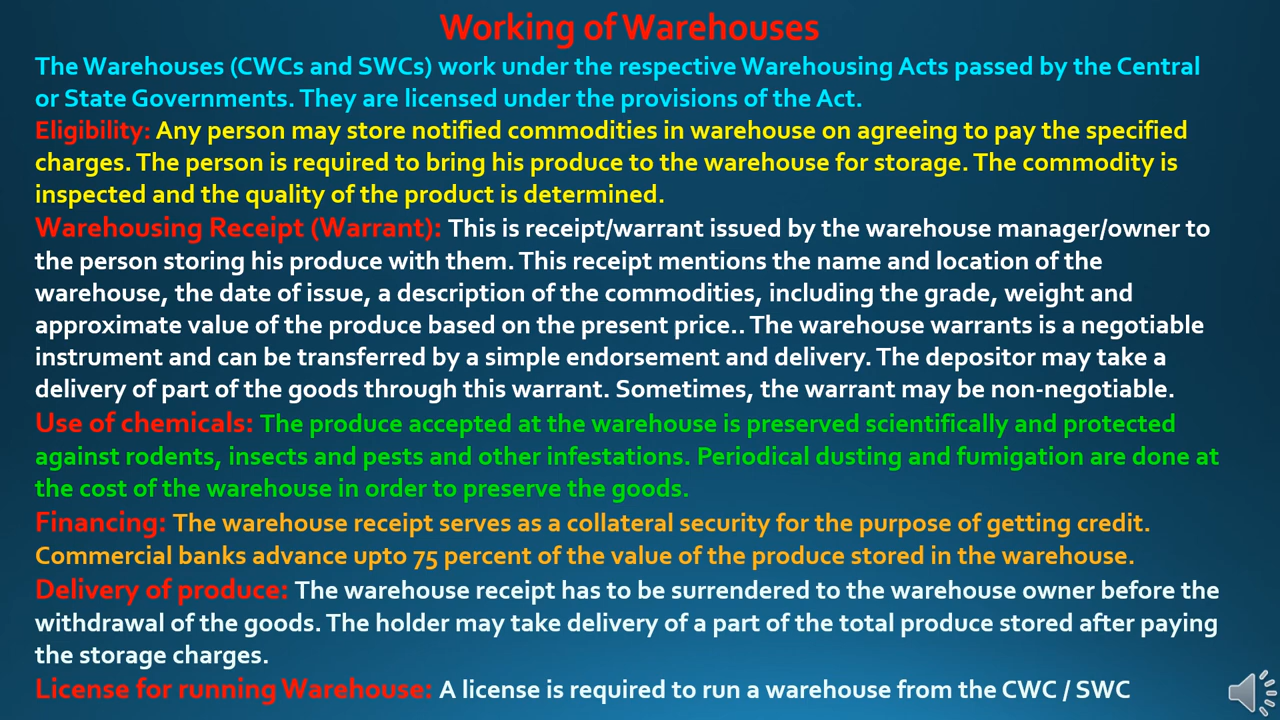 Working of Warehouses
The Warehouses (CWCs and SWCs) work under the respective Warehousing Acts passed by the Central
or State Governments. They are licensed under the provisions of the Act.
Eligibility: Any person may store notified commodities in warehouse on agreeing to pay the specified
charges. The person is required to bring his produce to the warehouse for storage. The commodity is
inspected and the quality of the product is determined.
Warehousing Receipt (Warrant): This is receipt/warrant issued by the warehouse manager/owner to
the person storing his produce with them. This receipt mentions the name and location of the
warehouse, the date of issue, a description of the commodities, including the grade, weight and
approximate value of the produce based on the present price.. The warehouse warrants is a negotiable
instrument and can be transferred by a simple endorsement and delivery. The depositor may take a
delivery of part of the goods through this warrant. Sometimes, the warrant may be non-negotiable.
Use of chemicals: The produce accepted at the warehouse is preserved scientifically and protected
against rodents, insects and pests and other infestations. Periodical dusting and fumigation are done at
the cost of the warehouse in order to preserve the goods.
Financing: The warehouse receipt serves as a collateral security for the purpose of getting credit.
Commercial banks advance upto 75 percent of the value of the produce stored in the warehouse.
Delivery of produce: The warehouse receipt has to be surrendered to the warehouse owner before the
withdrawal of the goods. The holder may take delivery of a part of the total produce stored after paying
the storage charges.
License for running Warehouse: A license is required to run a warehouse from the CWC / SWC